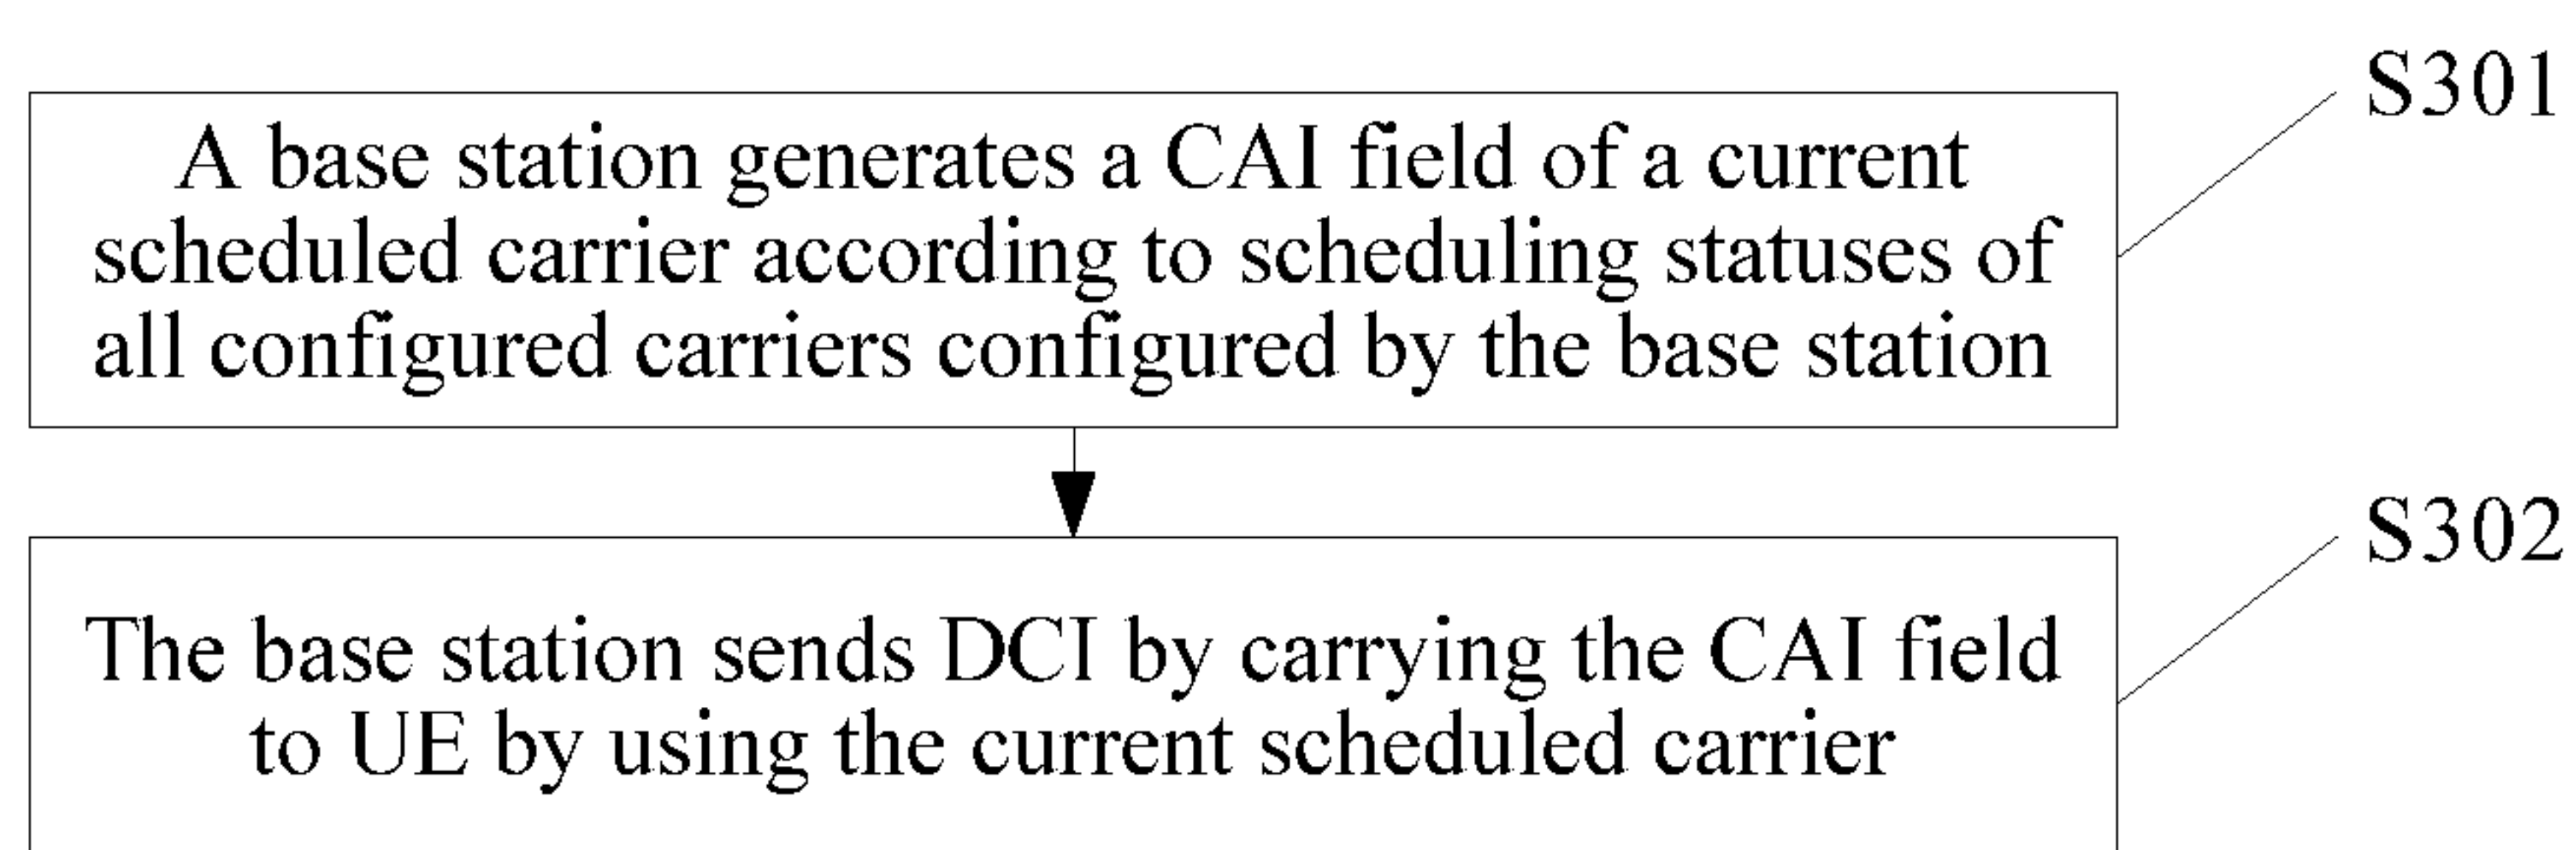 S301
A base station generates a CAI field of a current
scheduled carrier according to scheduling statuses of
all configured carriers configured by the base station
S302
The base station sends DCI by carrying the CAI field
to UE by using the current scheduled carrier